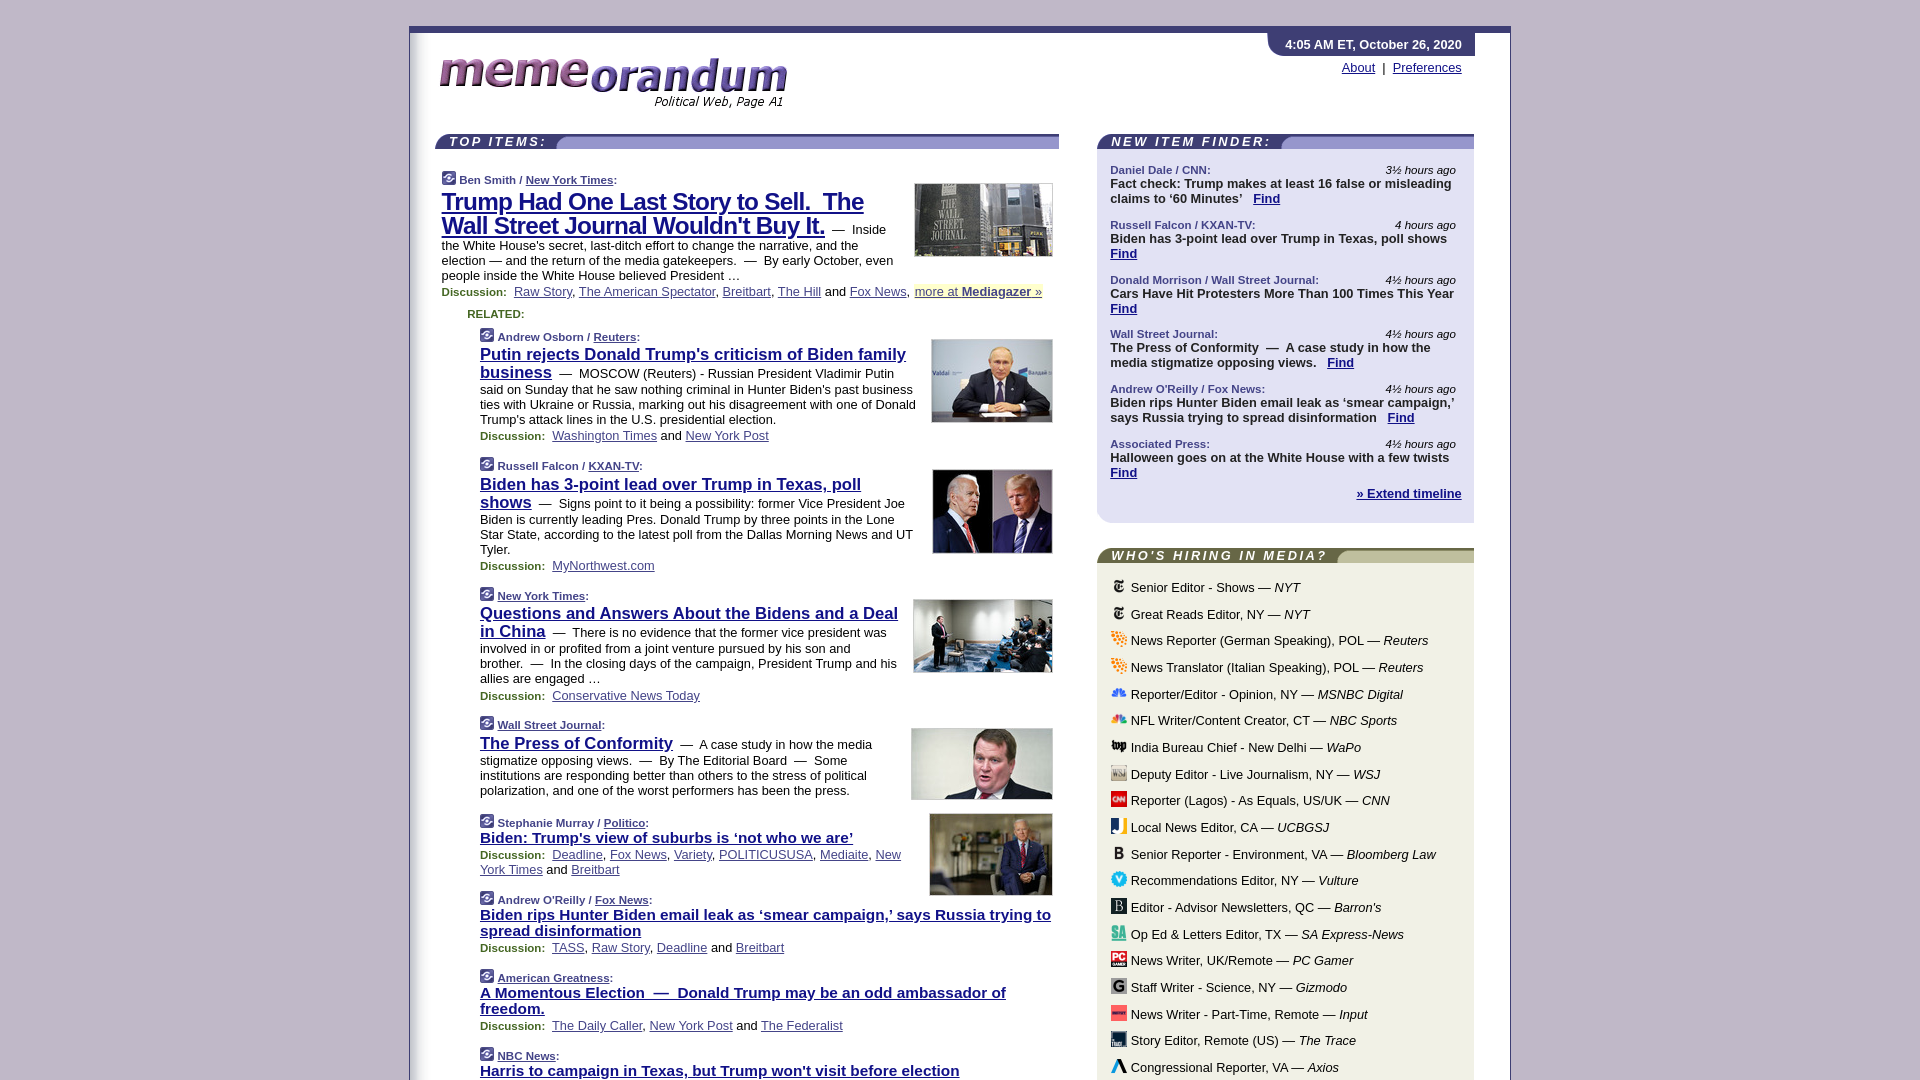 4:05 AM ET, October 26, 2020
memeorandum
Political Web, Page A1
About | Preferences
TOP ITEMS:
Ben Smith / New York Times:
Trump Had One Last Story to Sell. The
Wall Street Journal Wouldn't Buy It. — Inside
the White House's secret, last-ditch effort to change the narrative, and the
election — and the return of the media gatekeepers. — By early October, even
people inside the White House believed President …
THE
WALL
STREET
JOURNAL
Discussion: Raw Story, The American Spectator, Breitbart, The Hill and Fox News, more at Mediagazer »
RELATED:
Andrew Osborn / Reuters:
Putin rejects Donald Trump's criticism of Biden family
business — MOSCOW (Reuters) - Russian President Vladimir Putin
said on Sunday that he saw nothing criminal in Hunter Biden's past business
ties with Ukraine or Russia, marking out his disagreement with one of Donald
Trump's attack lines in the U.S. presidential election.
Valdai
Валдай
Discussion: Washington Times and New York Post
Russell Falcon / KXAN-TV:
Biden has 3-point lead over Trump in Texas, poll
shows — Signs point to it being a possibility: former Vice President Joe
Biden is currently leading Pres. Donald Trump by three points in the Lone
Star State, according to the latest poll from the Dallas Morning News and UT
Tyler.
Discussion: MyNorthwest.com
New York Times:
Questions and Answers About the Bidens and a Deal
in China — There is no evidence that the former vice president was
involved in or profited from a joint venture pursued by his son and
brother. — In the closing days of the campaign, President Trump and his
allies are engaged …
Discussion: Conservative News Today
Wall Street Journal:
The Press of Conformity — A case study in how the media
stigmatize opposing views. — By The Editorial Board — Some
institutions are responding better than others to the stress of political
polarization, and one of the worst performers has been the press.
Stephanie Murray / Politico:
Biden: Trump's view of suburbs is ‘not who we are’
Discussion: Deadline, Fox News, Variety, POLITICUSUSA, Mediaite, New
York Times and Breitbart
Andrew O'Reilly / Fox News:
Biden rips Hunter Biden email leak as ‘smear campaign,’ says Russia trying to
spread disinformation
Discussion: TASS, Raw Story, Deadline and Breitbart
American Greatness:
A Momentous Election — Donald Trump may be an odd ambassador of
freedom.
Discussion: The Daily Caller, New York Post and The Federalist
NBC News:
Harris to campaign in Texas, but Trump won't visit before election
NEW ITEM FINDER:
Daniel Dale / CNN: 3½ hours ago
Fact check: Trump makes at least 16 false or misleading
claims to ‘60 Minutes’ Find
Russell Falcon / KXAN-TV: 4 hours ago
Biden has 3-point lead over Trump in Texas, poll shows
Find
Donald Morrison / Wall Street Journal: 4½ hours ago
Cars Have Hit Protesters More Than 100 Times This Year
Find
Wall Street Journal: 4½ hours ago
The Press of Conformity — A case study in how the
media stigmatize opposing views. Find
Andrew O'Reilly / Fox News: 4½ hours ago
Biden rips Hunter Biden email leak as ‘smear campaign,’
says Russia trying to spread disinformation Find
Associated Press: 4½ hours ago
Halloween goes on at the White House with a few twists
Find
» Extend timeline
WHO'S HIRING IN MEDIA?
Senior Editor - Shows — NYT
Great Reads Editor, NY — NYT
News Reporter (German Speaking), POL — Reuters
News Translator (Italian Speaking), POL — Reuters
Reporter/Editor - Opinion, NY — MSNBC Digital
NFL Writer/Content Creator, CT — NBC Sports
wp India Bureau Chief - New Delhi — WaPo
WSJ Deputy Editor - Live Journalism, NY — WSJ
CNN Reporter (Lagos) - As Equals, US/UK — CNN
Local News Editor, CA — UCBGSJ
B Senior Reporter - Environment, VA — Bloomberg Law
Recommendations Editor, NY — Vulture
B Editor - Advisor Newsletters, QC — Barron's
SA Op Ed & Letters Editor, TX — SA Express-News
PC GAMER News Writer, UK/Remote — PC Gamer
G Staff Writer - Science, NY — Gizmodo
News Writer - Part-Time, Remote — Input
Story Editor, Remote (US) — The Trace
Congressional Reporter, VA — Axios